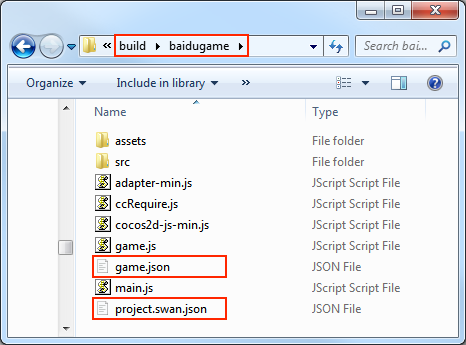 « build ▸ baidugame ▸ Search bai...
Organize ▾ Include in library ▾ »
Name Type
assets File folder
src File folder
adapter-min.js JScript Script File
ccRequire.js JScript Script File
cocos2d-js-min.js JScript Script File
game.js JScript Script File
game.json JSON File
main.js JScript Script File
project.swan.json JSON File